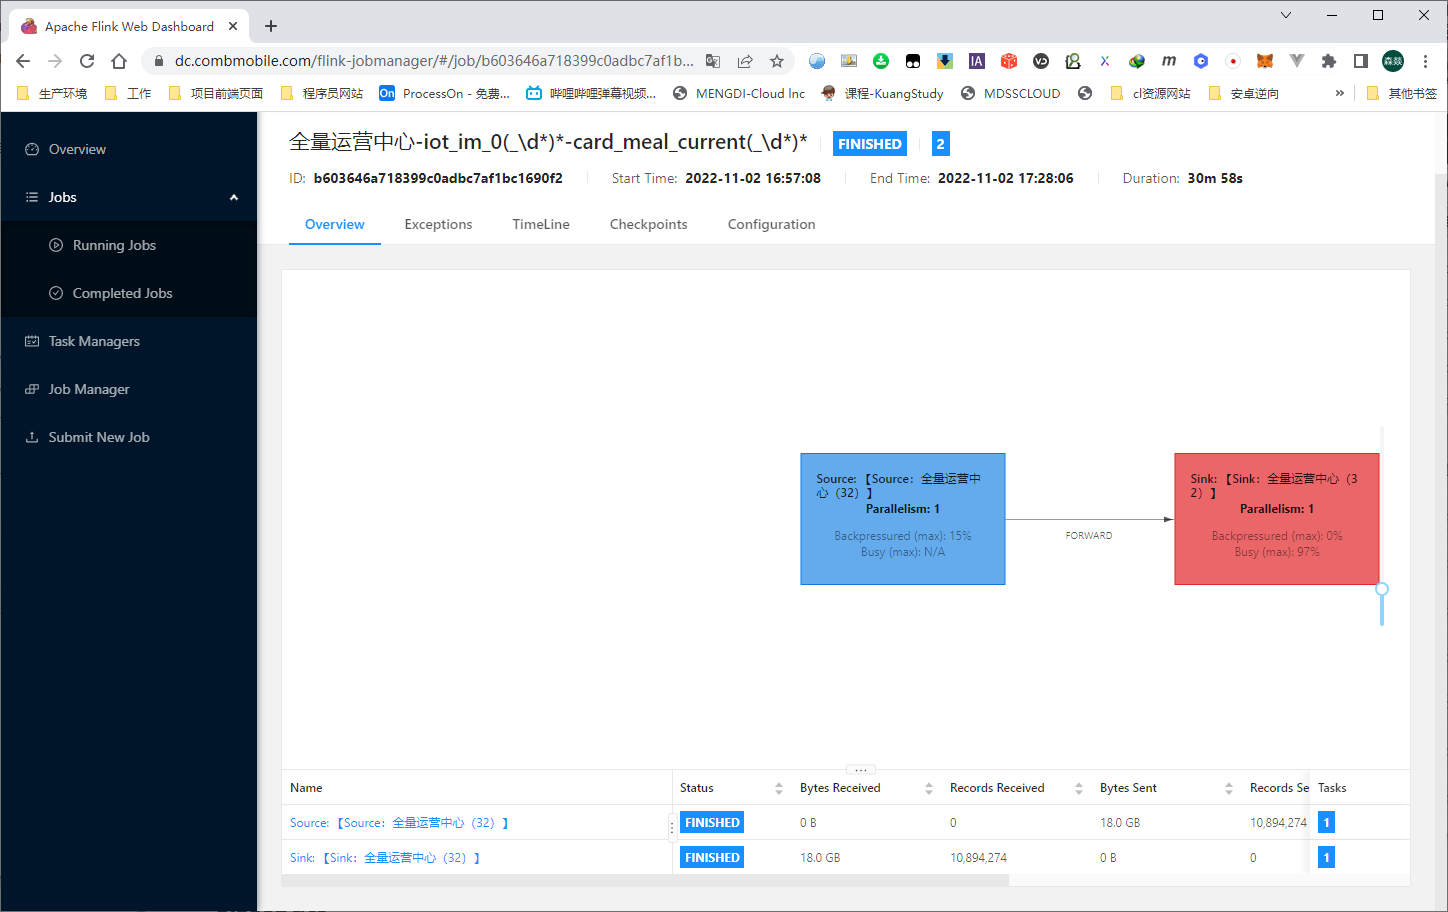 Apache Flink Web Dashboard
dc.combmobile.com/flink-jobmanager/#/job/b603646a718399c0adbc7af1b...
生产环境
工作
项目前端页面
程序员网站
On ProcessOn - 免费...
哔哩哔哩弹幕视频...
MENGDI-Cloud Inc
课程-KuangStudy
MDSSCLOUD
cl资源网站
安卓逆向
»
其他书签
IA
m
森燚
Overview
Jobs
Running Jobs
Completed Jobs
Task Managers
Job Manager
Submit New Job
全量运营中心-iot_im_0(_\d*)*-card_meal_current(_\d*)* FINISHED 2
ID: b603646a718399c0adbc7af1bc1690f2 Start Time: 2022-11-02 16:57:08 End Time: 2022-11-02 17:28:06 Duration: 30m 58s
Overview Exceptions TimeLine Checkpoints Configuration
Source: 【Source：全量运营中
心（32）】
Parallelism: 1
Backpressured (max): 15%
Busy (max): N/A
FORWARD
Sink: 【Sink：全量运营中心（3
2）】
Parallelism: 1
Backpressured (max): 0%
Busy (max): 97%
Name Status Bytes Received Records Received Bytes Sent Records Se Tasks
Source: 【Source：全量运营中心（32）】 FINISHED 0 B 0 18.0 GB 10,894,274 1
Sink: 【Sink：全量运营中心（32）】 FINISHED 18.0 GB 10,894,274 0 B 0 1